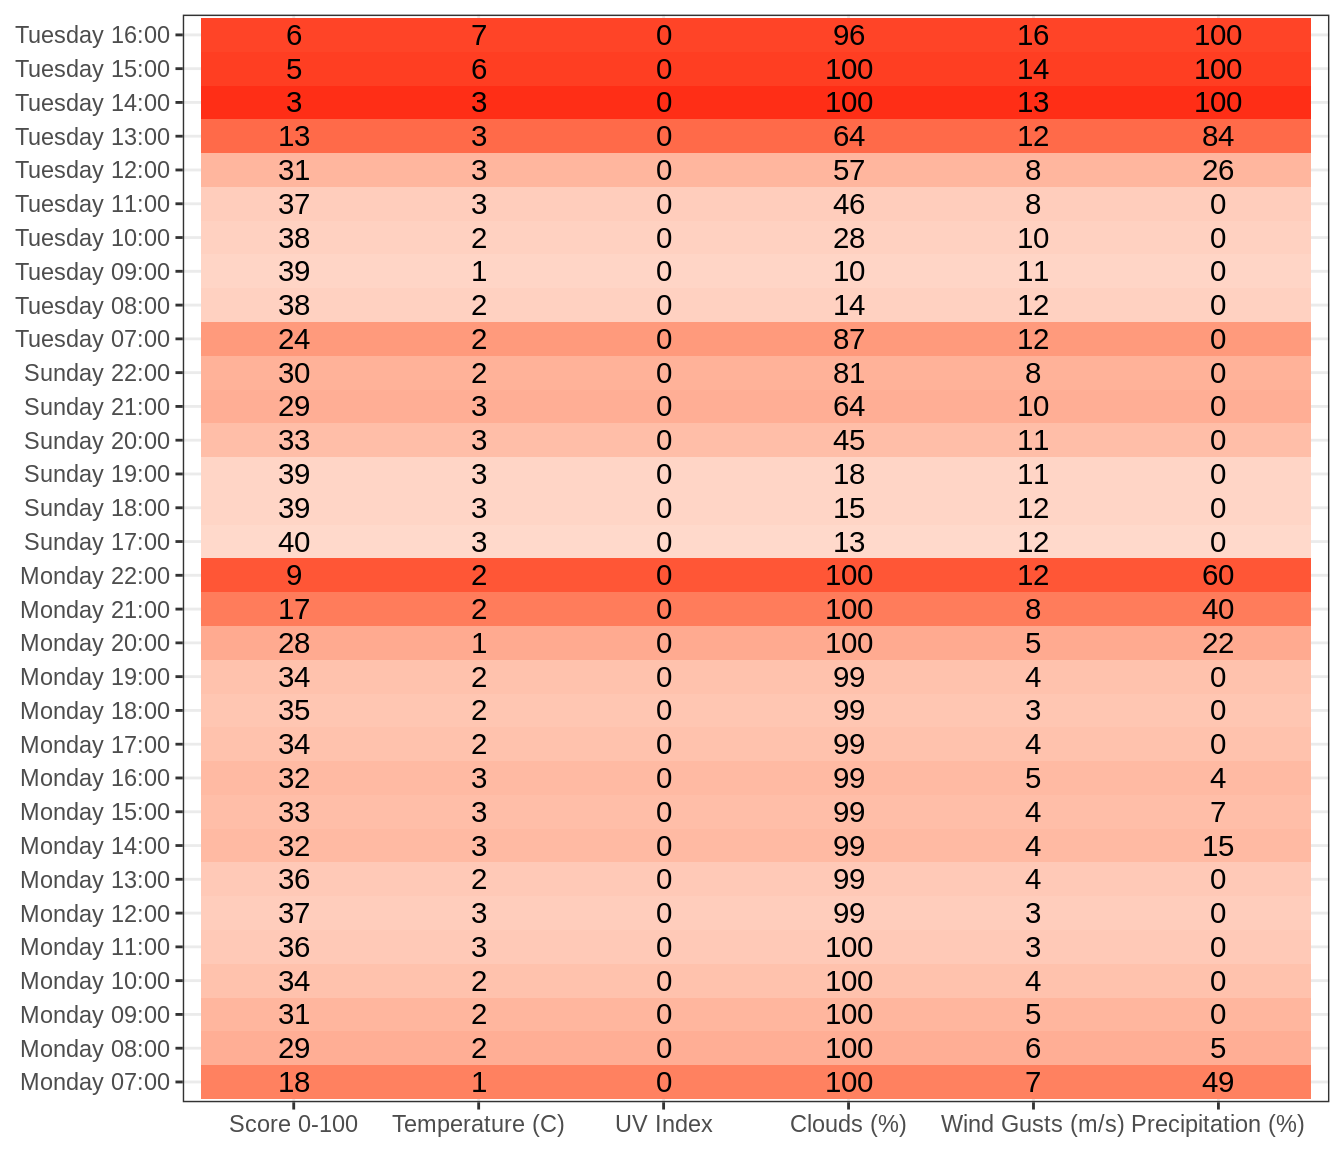 Tuesday 16:00 6 7 0 96 16 100
Tuesday 15:00 5 6 0 100 14 100
Tuesday 14:00 3 3 0 100 13 100
Tuesday 13:00 13 3 0 64 12 84
Tuesday 12:00 31 3 0 57 8 26
Tuesday 11:00 37 3 0 46 8 0
Tuesday 10:00 38 2 0 28 10 0
Tuesday 09:00 39 1 0 10 11 0
Tuesday 08:00 38 2 0 14 12 0
Tuesday 07:00 24 2 0 87 12 0
Sunday 22:00 30 2 0 81 8 0
Sunday 21:00 29 3 0 64 10 0
Sunday 20:00 33 3 0 45 11 0
Sunday 19:00 39 3 0 18 11 0
Sunday 18:00 39 3 0 15 12 0
Sunday 17:00 40 3 0 13 12 0
Monday 22:00 9 2 0 100 12 60
Monday 21:00 17 2 0 100 8 40
Monday 20:00 28 1 0 100 5 22
Monday 19:00 34 2 0 99 4 0
Monday 18:00 35 2 0 99 3 0
Monday 17:00 34 2 0 99 4 0
Monday 16:00 32 3 0 99 5 4
Monday 15:00 33 3 0 99 4 7
Monday 14:00 32 3 0 99 4 15
Monday 13:00 36 2 0 99 4 0
Monday 12:00 37 3 0 99 3 0
Monday 11:00 36 3 0 100 3 0
Monday 10:00 34 2 0 100 4 0
Monday 09:00 31 2 0 100 5 0
Monday 08:00 29 2 0 100 6 5
Monday 07:00 18 1 0 100 7 49
Score 0-100 Temperature (C) UV Index Clouds (%) Wind Gusts (m/s) Precipitation (%)